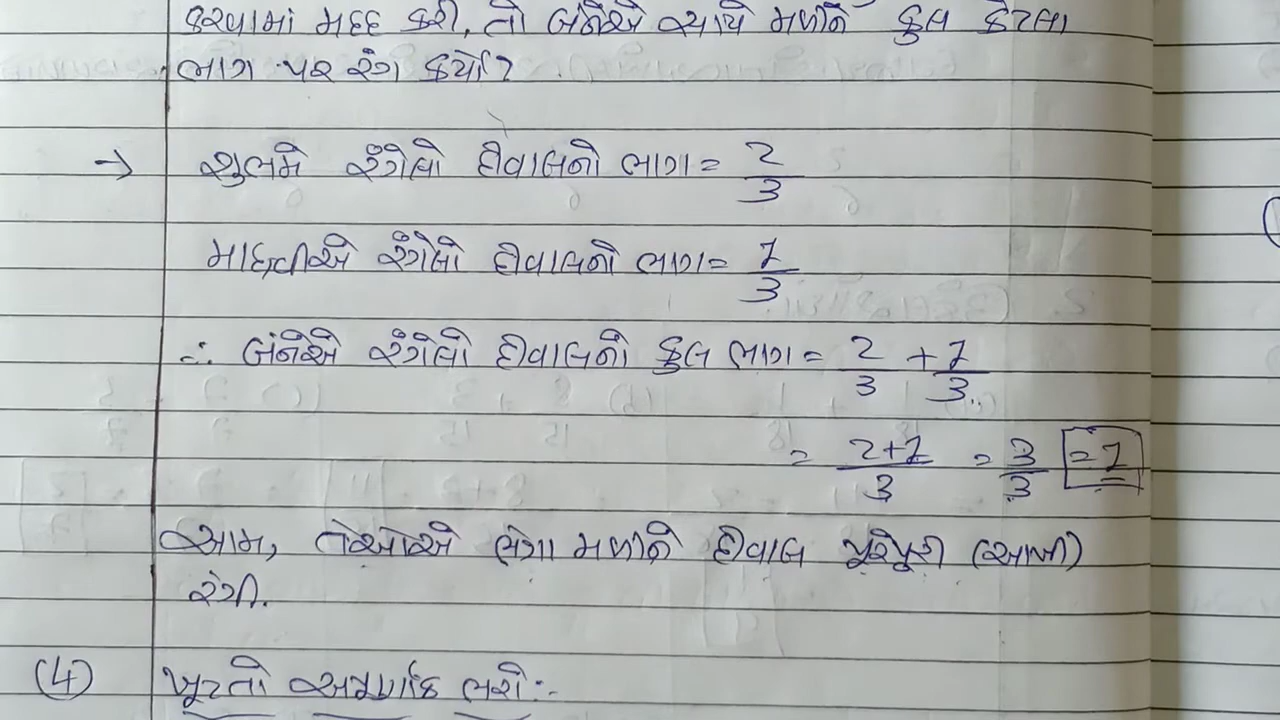 કરવામાં મદદ કરી, તો બંનેએ સાથે મળીને કુલ કેટલા
ભાગ પર રંગ કર્યો?
→ શુભમે રંગેલો દીવાલનો ભાગ = 2/3
માધવીએ રંગેલો દીવાલનો ભાગ = 1/3
∴ બંનેએ રંગેલો દીવાલનો કુલ ભાગ = 2/3 + 1/3
= 2+1/3 = 3/3 = 1
આમ, તેઓએ ભેગા મળીને દીવાલ પૂરેપૂરી (આખી)
રંગી.
(4) ખૂટતો અપૂર્ણાંક ભરો :-